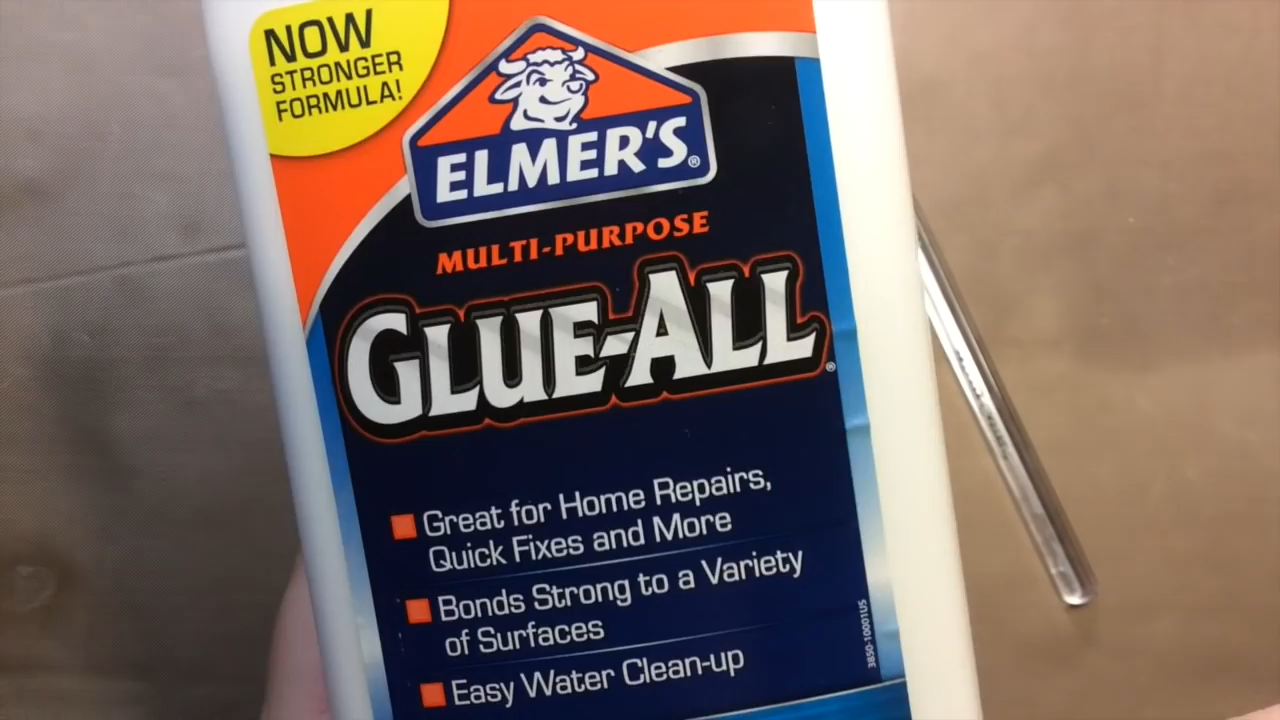 NOW
STRONGER
FORMULA!
ELMER'S®
MULTI-PURPOSE
GLUE-ALL®
Great for Home Repairs,
Quick Fixes and More
Bonds Strong to a Variety
of Surfaces
Easy Water Clean-up
3850-10001US